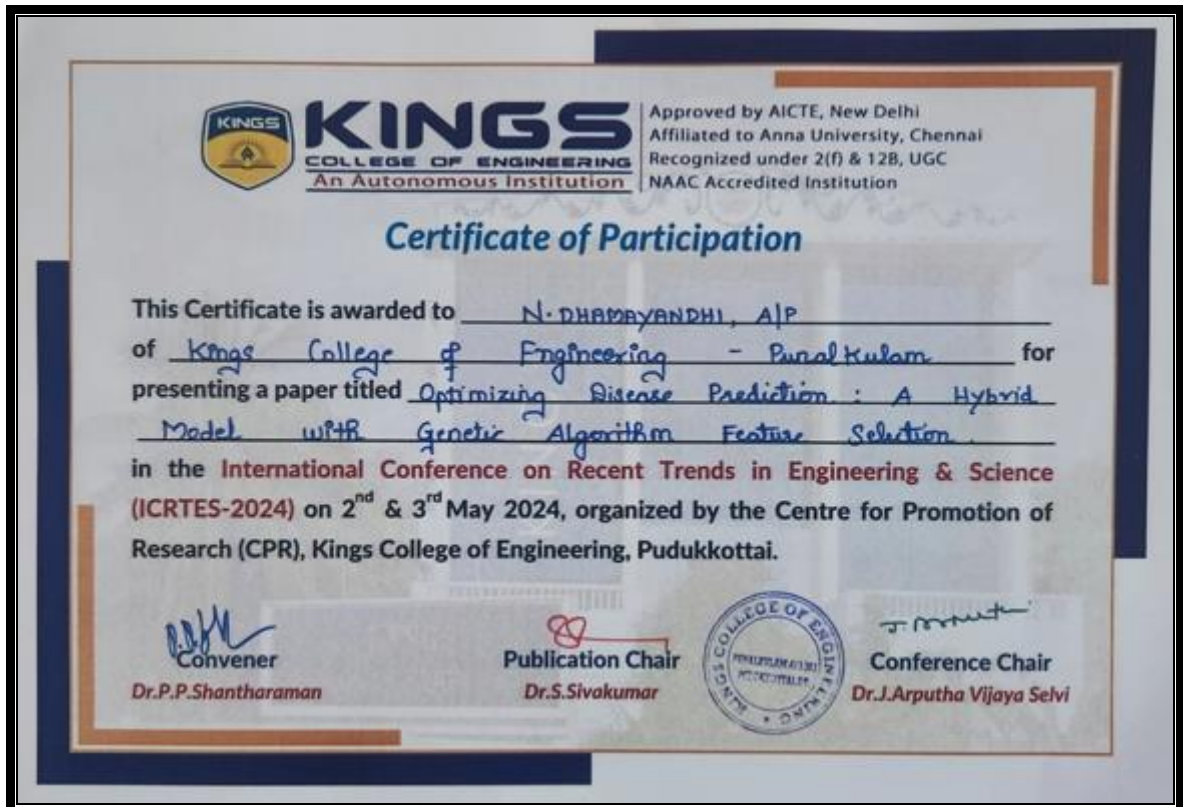 KINGS
KINGS
COLLEGE OF ENGINEERING
An Autonomous Institution
Approved by AICTE, New Delhi
Affiliated to Anna University, Chennai
Recognized under 2(f) & 12B, UGC
NAAC Accredited Institution
Certificate of Participation
This Certificate is awarded to N. DHAMAYANDHI, A|P
of Kings College of Engineering - Punalkulam for
presenting a paper titled Optimizing Disease Prediction : A Hybrid
Model with Genetic Algorithm Feature Selection
in the International Conference on Recent Trends in Engineering & Science
(ICRTES-2024) on 2nd & 3rd May 2024, organized by the Centre for Promotion of
Research (CPR), Kings College of Engineering, Pudukkottai.
Convener
Dr.P.P.Shantharaman
Publication Chair
Dr.S.Sivakumar
KINGS COLLEGE OF ENGINEERING
Conference Chair
Dr.J.Arputha Vijaya Selvi